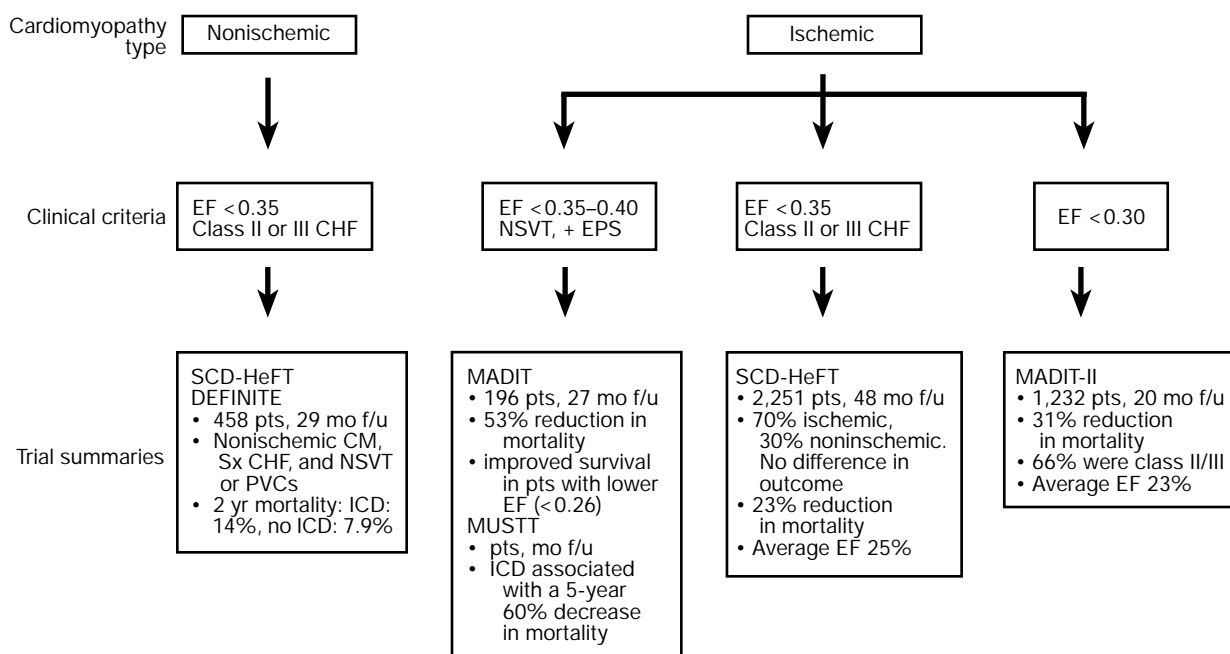 Cardiomyopathy
type
Nonischemic
Ischemic
Clinical criteria
EF <0.35
Class II or III CHF
EF <0.35–0.40
NSVT, + EPS
EF <0.35
Class II or III CHF
EF <0.30
Trial summaries
SCD-HeFT
DEFINITE
• 458 pts, 29 mo f/u
• Nonischemic CM,
Sx CHF, and NSVT
or PVCs
• 2 yr mortality: ICD:
14%, no ICD: 7.9%
MADIT
• 196 pts, 27 mo f/u
• 53% reduction in
mortality
• improved survival
in pts with lower
EF (<0.26)
MUSTT
• pts, mo f/u
• ICD associated
with a 5-year
60% decrease
in mortality
SCD-HeFT
• 2,251 pts, 48 mo f/u
• 70% ischemic,
30% noninschemic.
No difference in
outcome
• 23% reduction
in mortality
• Average EF 25%
MADIT-II
• 1,232 pts, 20 mo f/u
• 31% reduction
in mortality
• 66% were class II/III
• Average EF 23%